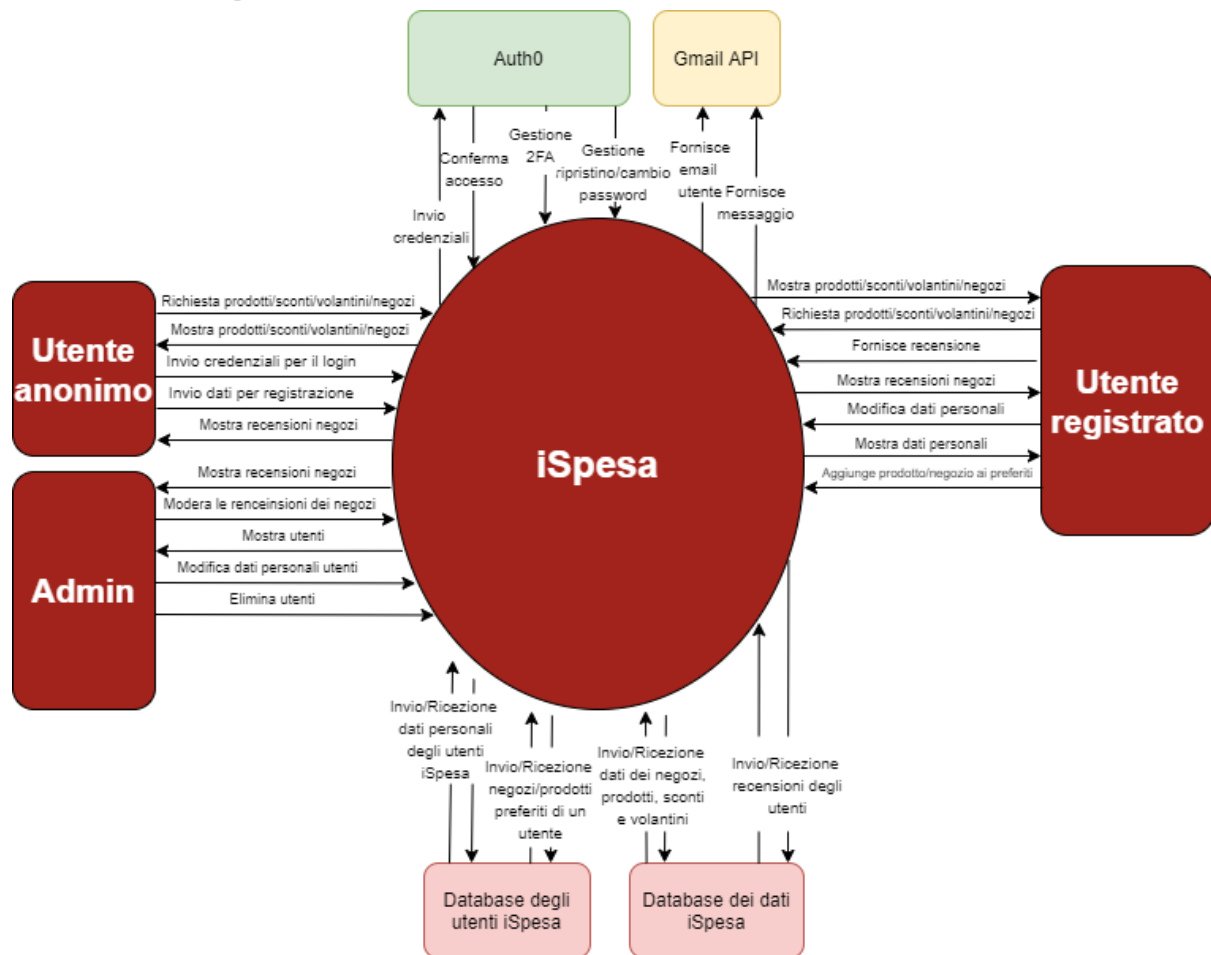 Auth0
Gmail API
Invio
credenziali
Conferma
accesso
Gestione
2FA
Gestione
ripristino/cambio
password
Fornisce
email
utente
Fornisce
messaggio
Utente
anonimo
Richiesta prodotti/sconti/volantini/negozi
Mostra prodotti/sconti/volantini/negozi
Invio credenziali per il login
Invio dati per registrazione
Mostra recensioni negozi
Admin
Mostra recensioni negozi
Modera le renceinsioni dei negozi
Mostra utenti
Modifica dati personali utenti
Elimina utenti
iSpesa
Mostra prodotti/sconti/volantini/negozi
Richiesta prodotti/sconti/volantini/negozi
Fornisce recensione
Mostra recensioni negozi
Modifica dati personali
Mostra dati personali
Aggiunge prodotto/negozio ai preferiti
Utente
registrato
Invio/Ricezione
dati personali
degli utenti
iSpesa
Invio/Ricezione
negozi/prodotti
preferiti di un
utente
Invio/Ricezione
dati dei negozi,
prodotti, sconti
e volantini
Invio/Ricezione
recensioni degli
utenti
Database degli
utenti iSpesa
Database dei dati
iSpesa